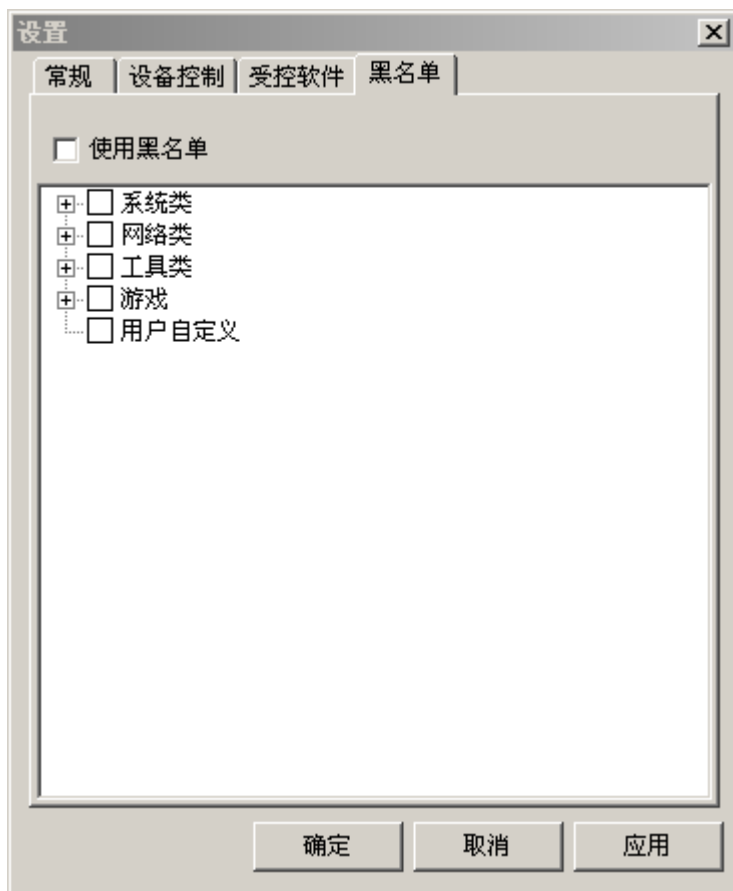 设置
常规 设备控制 受控软件 黑名单
使用黑名单
系统类
网络类
工具类
游戏
用户自定义
确定 取消 应用